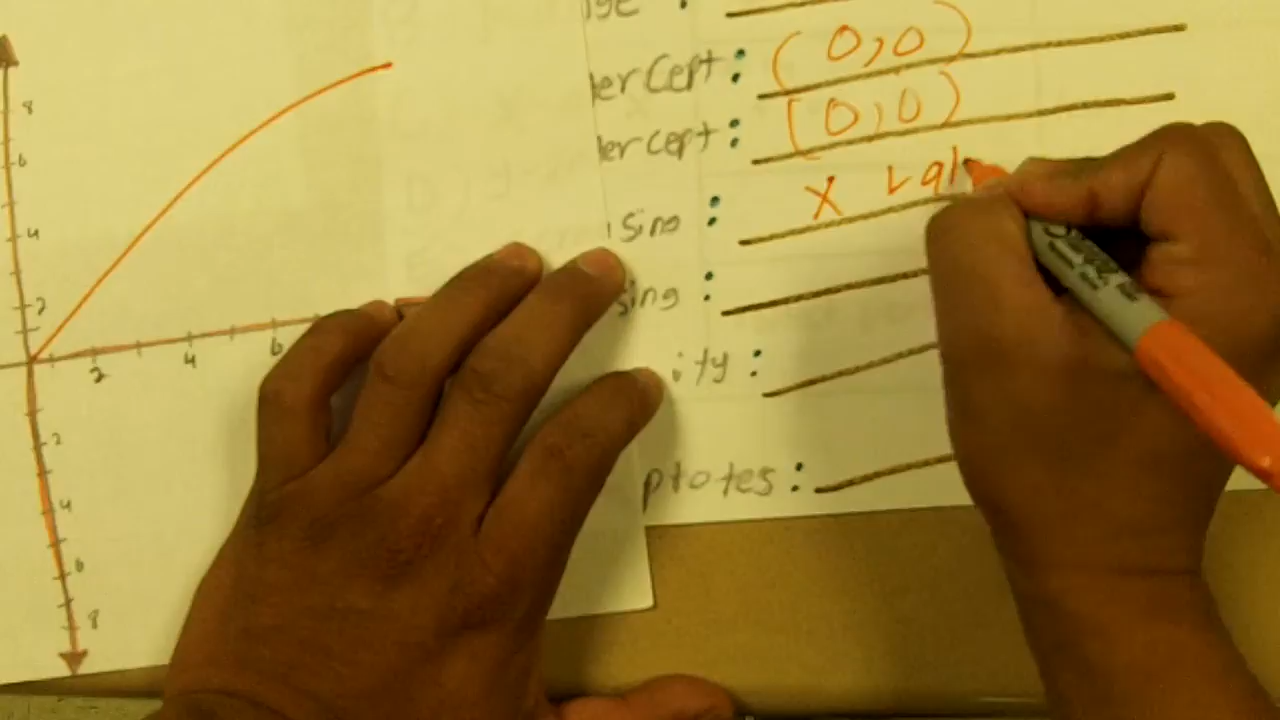 erCept: (0,0)
ercept: (0,0)
sing : X val
sing :
ity :
ptotes :
8
6
4
2
2 4 6
2
4
6
8